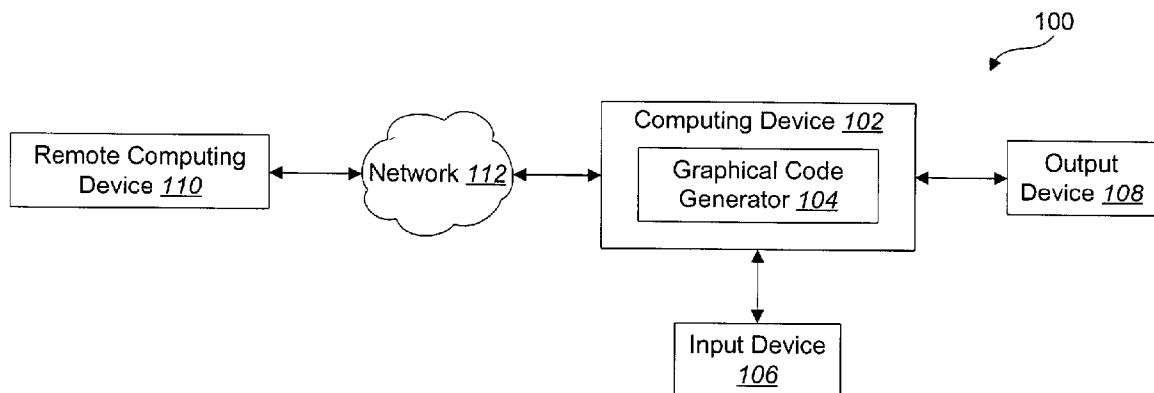 100
Computing Device 102
Remote Computing
Device 110
Network 112
Graphical Code
Generator 104
Output
Device 108
Input Device
106